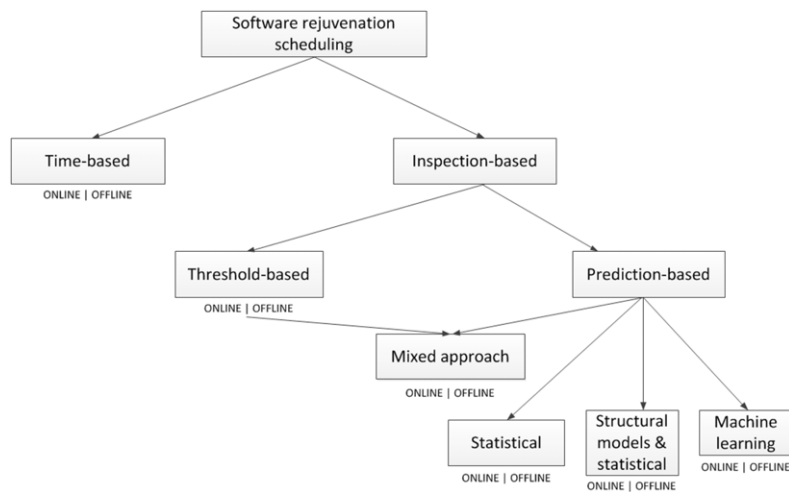 Software rejuvenation
scheduling
Time-based
ONLINE | OFFLINE
Inspection-based
Threshold-based
ONLINE | OFFLINE
Prediction-based
Mixed approach
ONLINE | OFFLINE
Statistical
ONLINE | OFFLINE
Structural
models &
statistical
ONLINE | OFFLINE
Machine
learning
ONLINE | OFFLINE